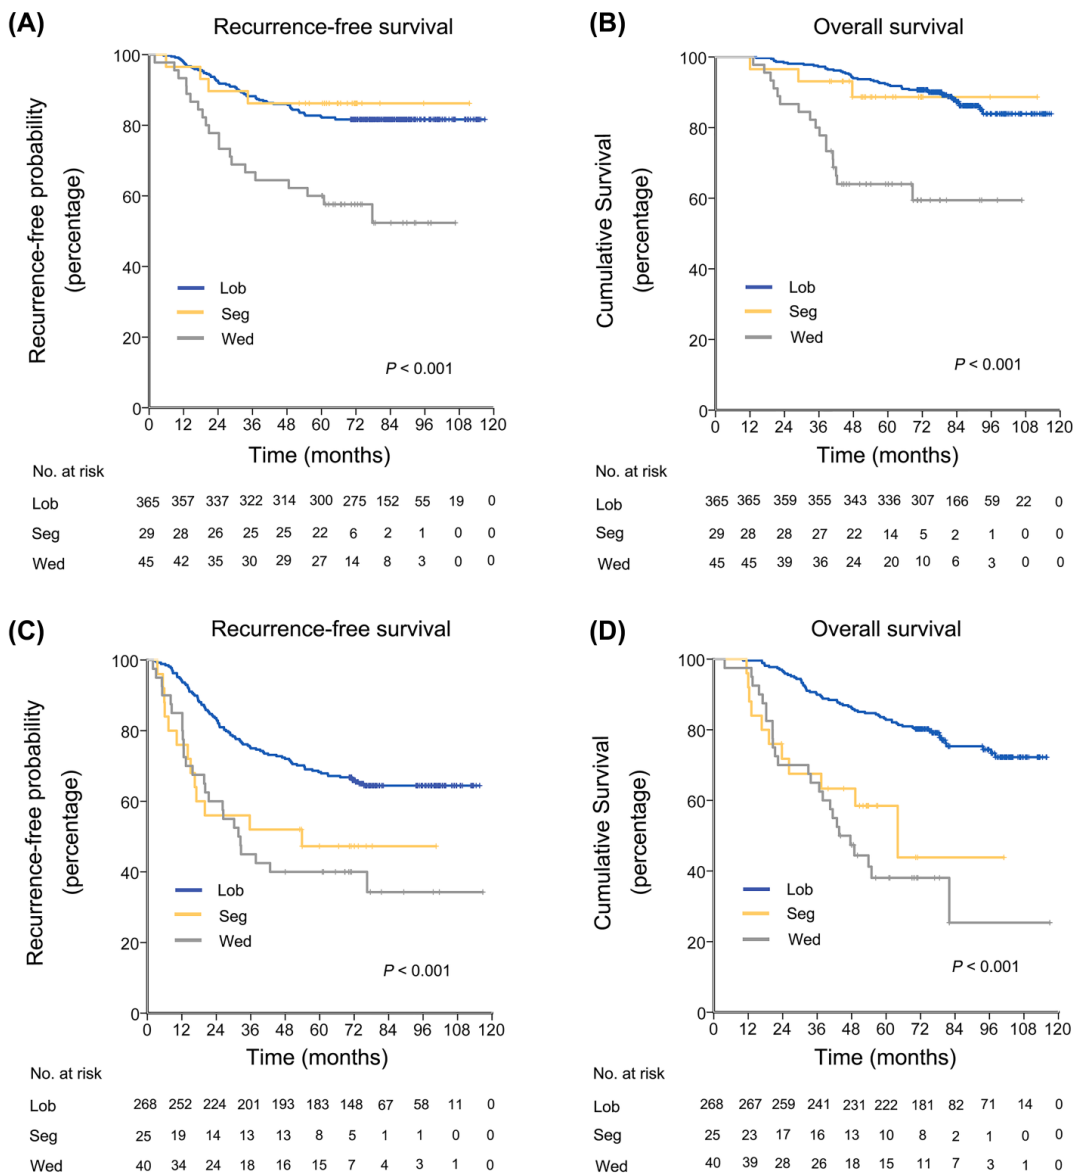 (A)
Recurrence-free survival
Recurrence-free probability
(percentage)
100
80
60
40
20
0
Lob
Seg
Wed
P < 0.001
0 12 24 36 48 60 72 84 96 108 120
Time (months)
No. at risk
Lob 365 357 337 322 314 300 275 152 55 19 0
Seg 29 28 26 25 25 22 6 2 1 0 0
Wed 45 42 35 30 29 27 14 8 3 0 0
(B)
Overall survival
Cumulative Survival
(percentage)
100
80
60
40
20
0
Lob
Seg
Wed
P < 0.001
0 12 24 36 48 60 72 84 96 108 120
Time (months)
No. at risk
Lob 365 365 359 355 343 336 307 166 59 22 0
Seg 29 28 28 27 22 14 5 2 1 0 0
Wed 45 45 39 36 24 20 10 6 3 0 0
(C)
Recurrence-free survival
Recurrence-free probability
(percentage)
100
80
60
40
20
0
Lob
Seg
Wed
P < 0.001
0 12 24 36 48 60 72 84 96 108 120
Time (months)
No. at risk
Lob 268 252 224 201 193 183 148 67 58 11 0
Seg 25 19 14 13 13 8 5 1 1 0 0
Wed 40 34 24 18 16 15 7 4 3 1 0
(D)
Overall survival
Cumulative Survival
(percentage)
100
80
60
40
20
0
Lob
Seg
Wed
P < 0.001
0 12 24 36 48 60 72 84 96 108 120
Time (months)
No. at risk
Lob 268 267 259 241 231 222 181 82 71 14 0
Seg 25 23 17 16 13 10 8 2 1 0 0
Wed 40 39 28 26 18 15 11 7 3 1 0